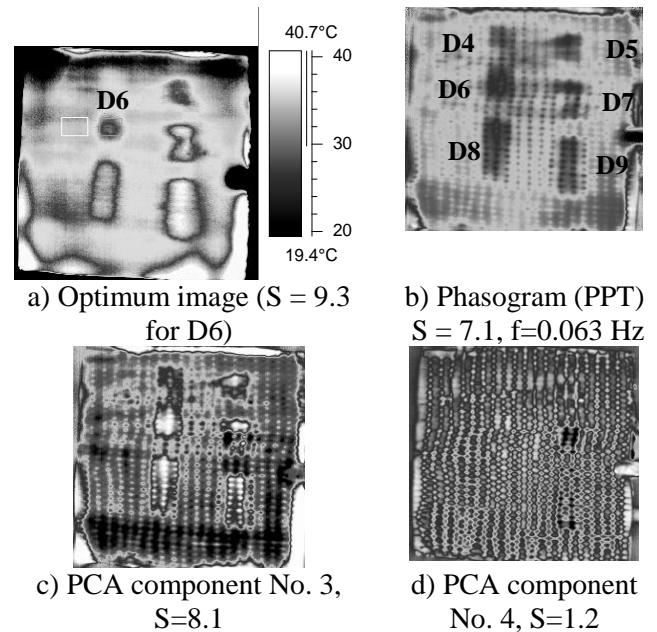 40.7°C
40
30
20
19.4°C
D6
D4
D5
D6
D7
D8
D9
a) Optimum image (S = 9.3
for D6)
b) Phasogram (PPT)
S = 7.1, f=0.063 Hz
c) PCA component No. 3,
S=8.1
d) PCA component
No. 4, S=1.2